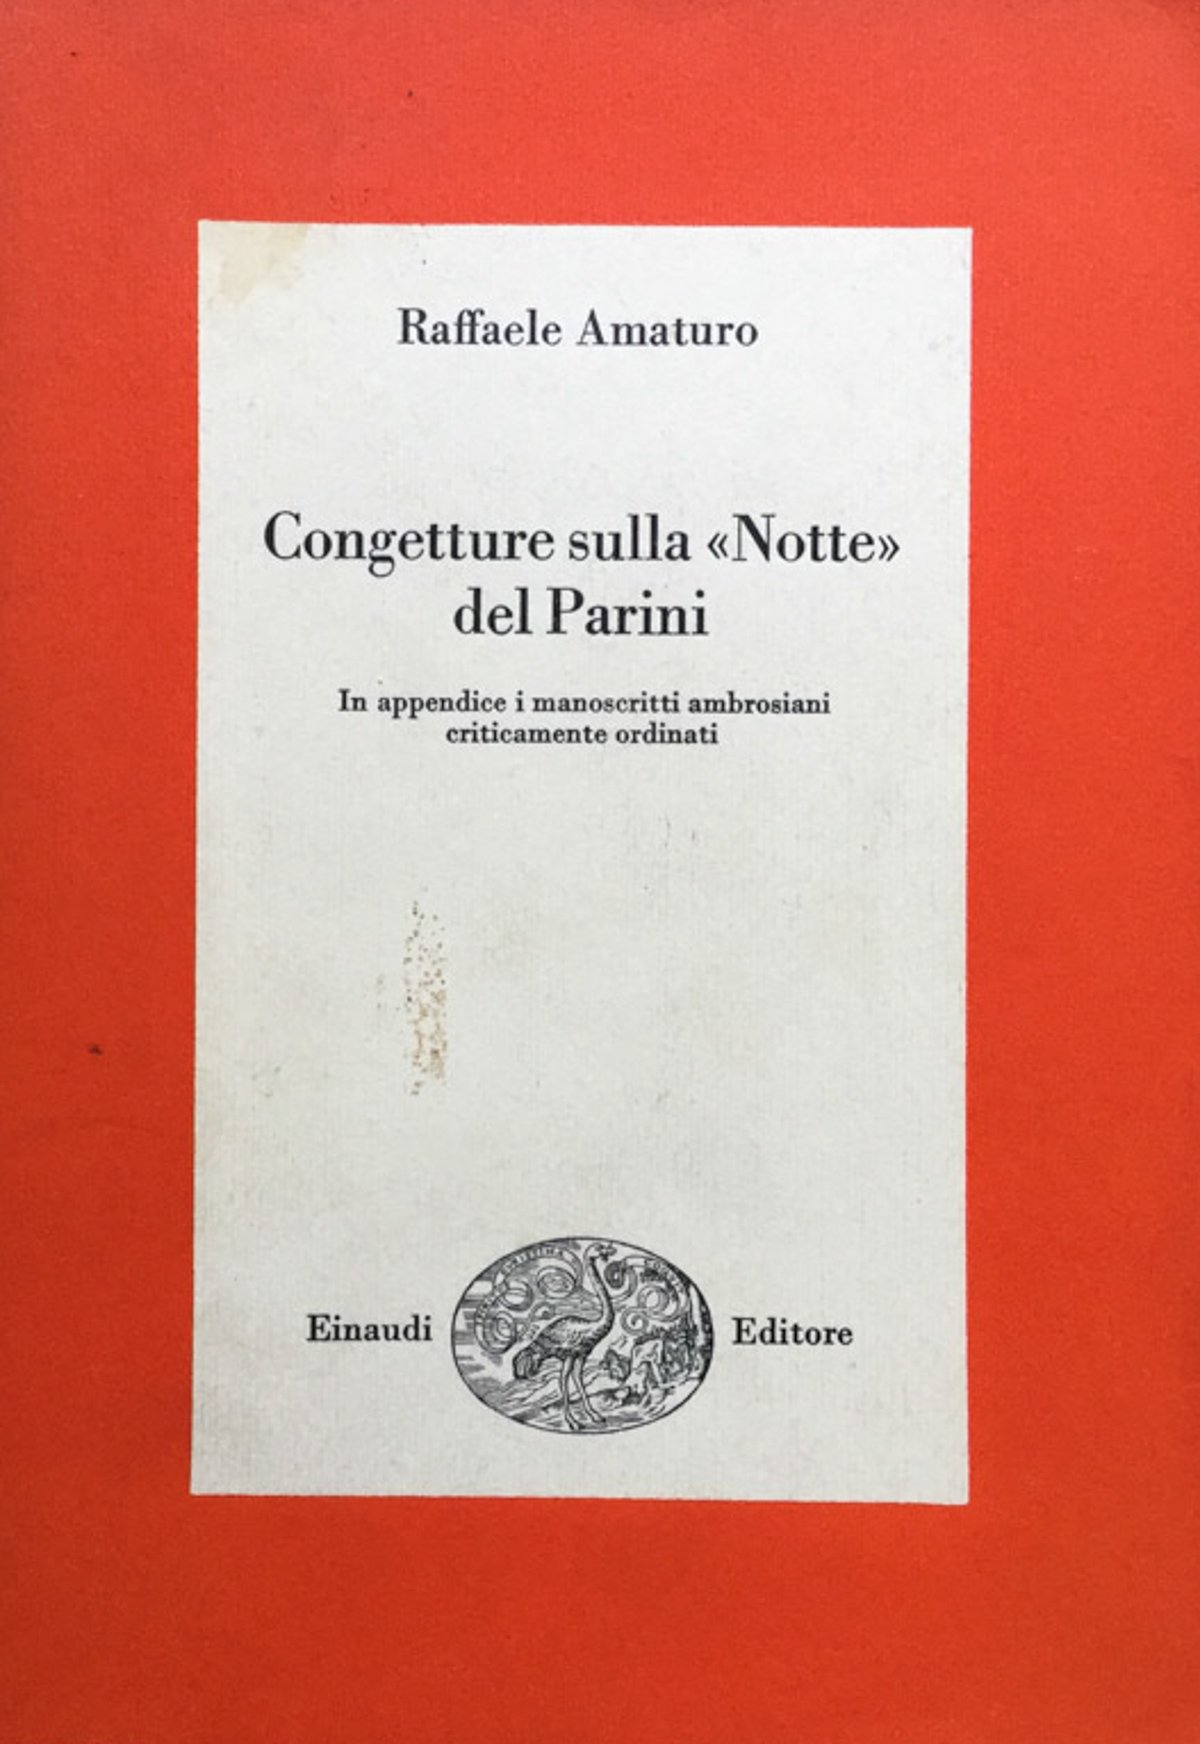 Raffaele Amaturo
Congetture sulla «Notte»
del Parini
In appendice i manoscritti ambrosiani
criticamente ordinati
Einaudi
Editore